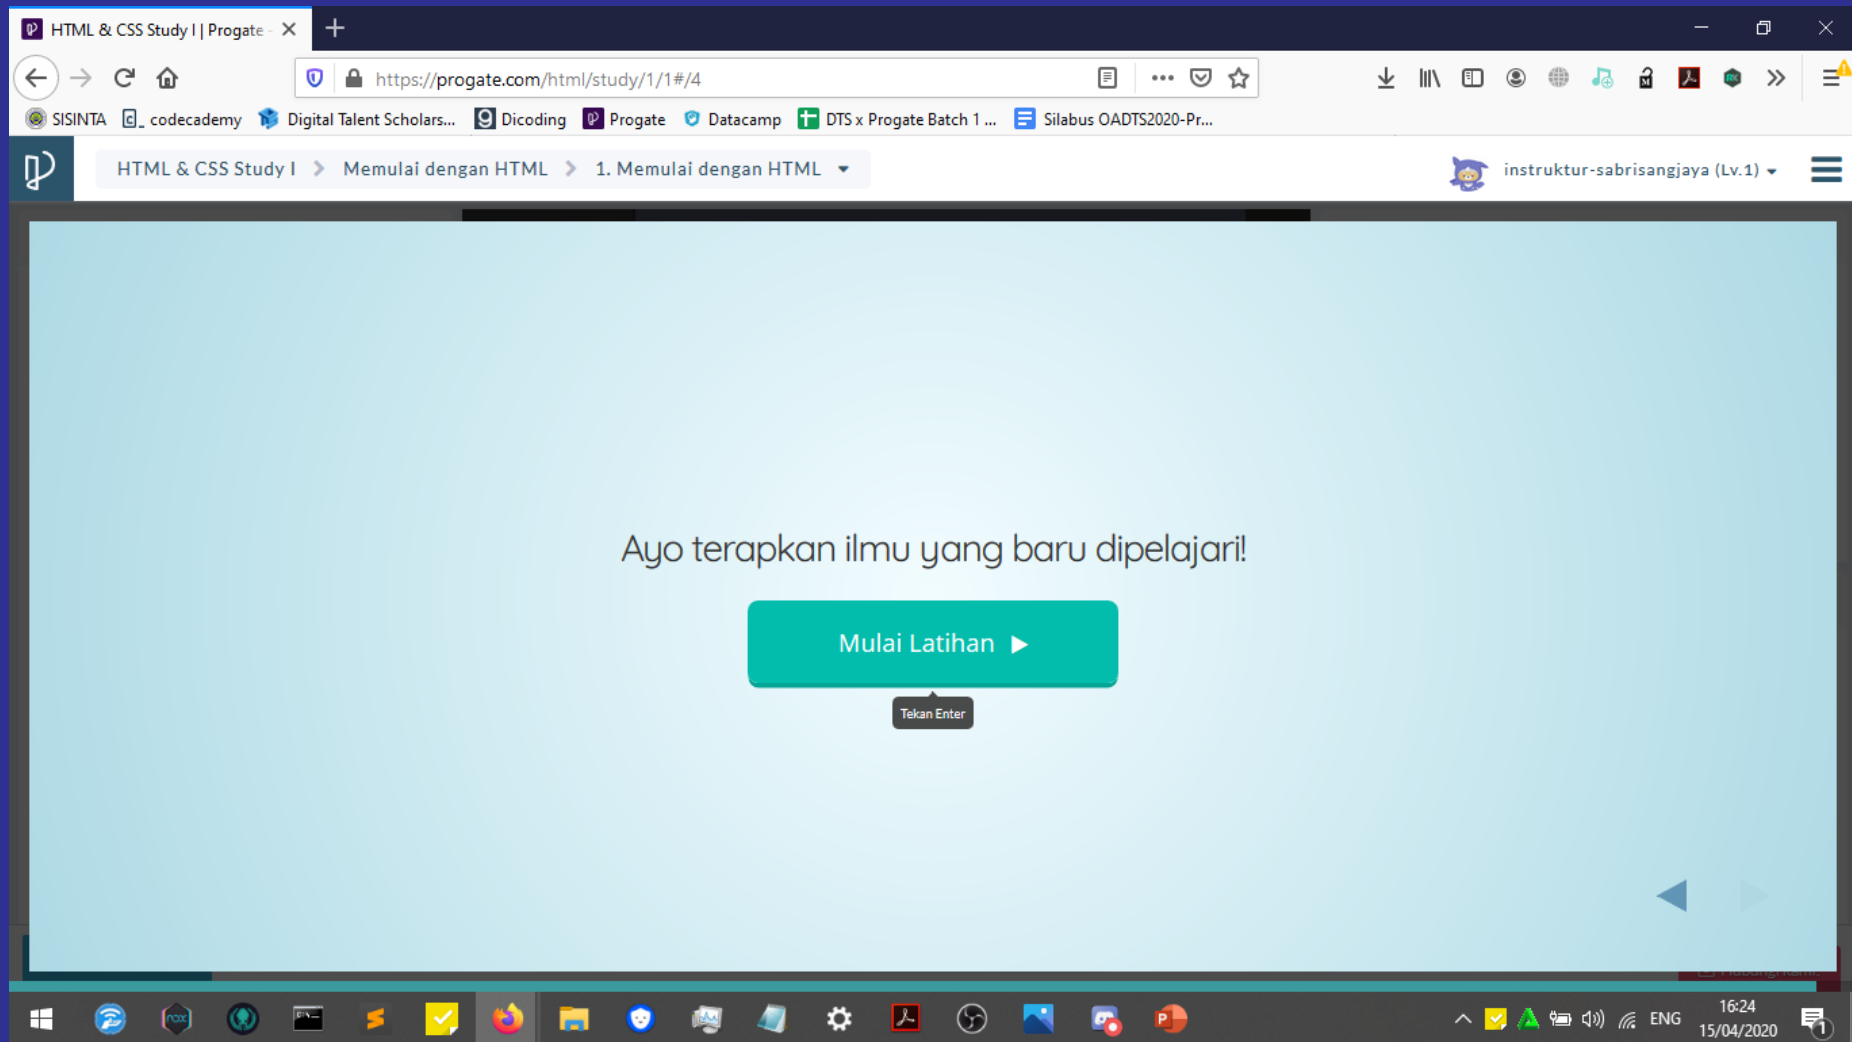 HTML & CSS Study I | Progate -
https://progate.com/html/study/1/1#/4
SISINTA codecademy Digital Talent Scholars... Dicoding Progate Datacamp DTS x Progate Batch 1 ... Silabus OADTS2020-Pr...
HTML & CSS Study I > Memulai dengan HTML > 1. Memulai dengan HTML
instruktur-sabrisangjaya (Lv.1)
Ayo terapkan ilmu yang baru dipelajari!
Mulai Latihan
Tekan Enter
ENG
16:24
15/04/2020
1